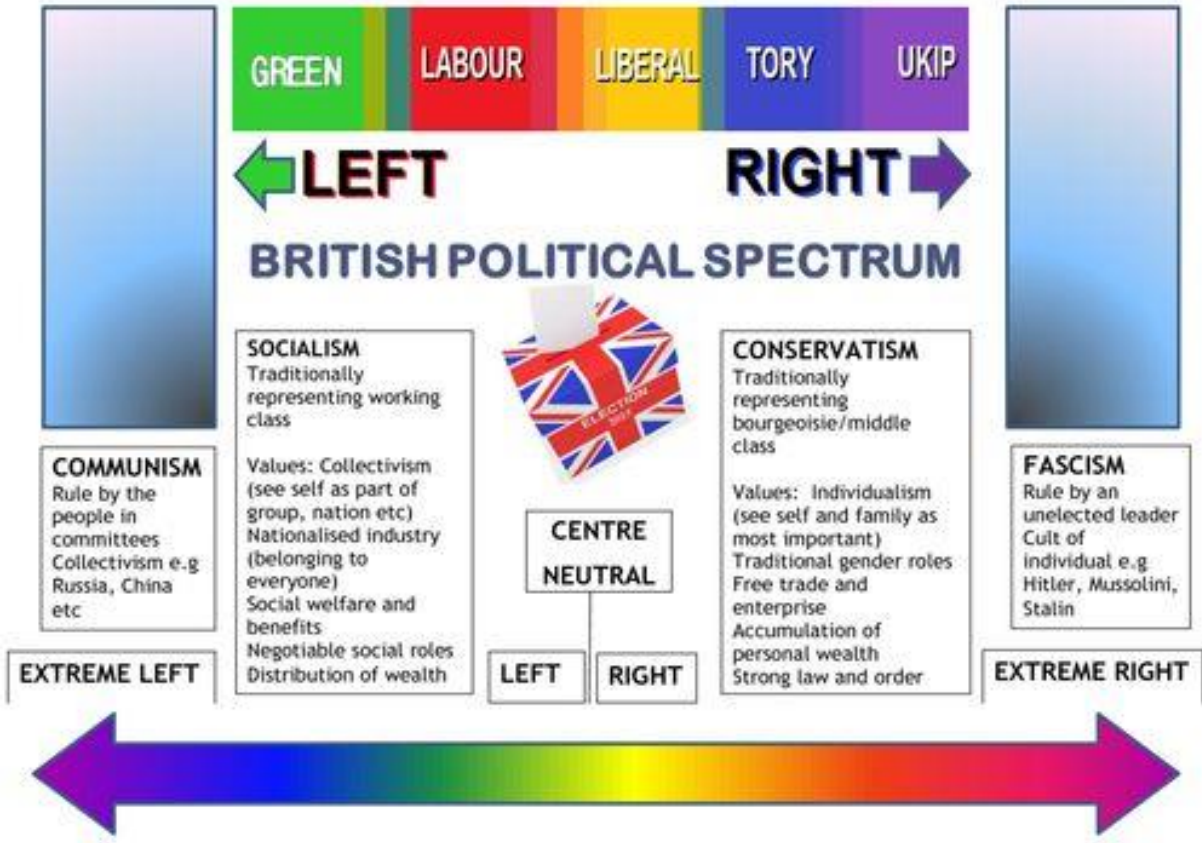 GREEN
LABOUR
LIBERAL
TORY
UKIP
LEFT
RIGHT
BRITISH POLITICAL SPECTRUM
ELECTION
COMMUNISM
Rule by the
people in
committees
Collectivism e.g
Russia, China
etc
EXTREME LEFT
SOCIALISM
Traditionally
representing working
class
Values: Collectivism
(see self as part of
group, nation etc)
Nationalised industry
(belonging to
everyone)
Social welfare and
benefits
Negotiable social roles
Distribution of wealth
CENTRE
NEUTRAL
LEFT
RIGHT
CONSERVATISM
Traditionally
representing
bourgeoisie/middle
class
Values: Individualism
(see self and family as
most important)
Traditional gender roles
Free trade and
enterprise
Accumulation of
personal wealth
Strong law and order
FASCISM
Rule by an
unelected leader
Cult of
individual e.g
Hitler, Mussolini,
Stalin
EXTREME RIGHT